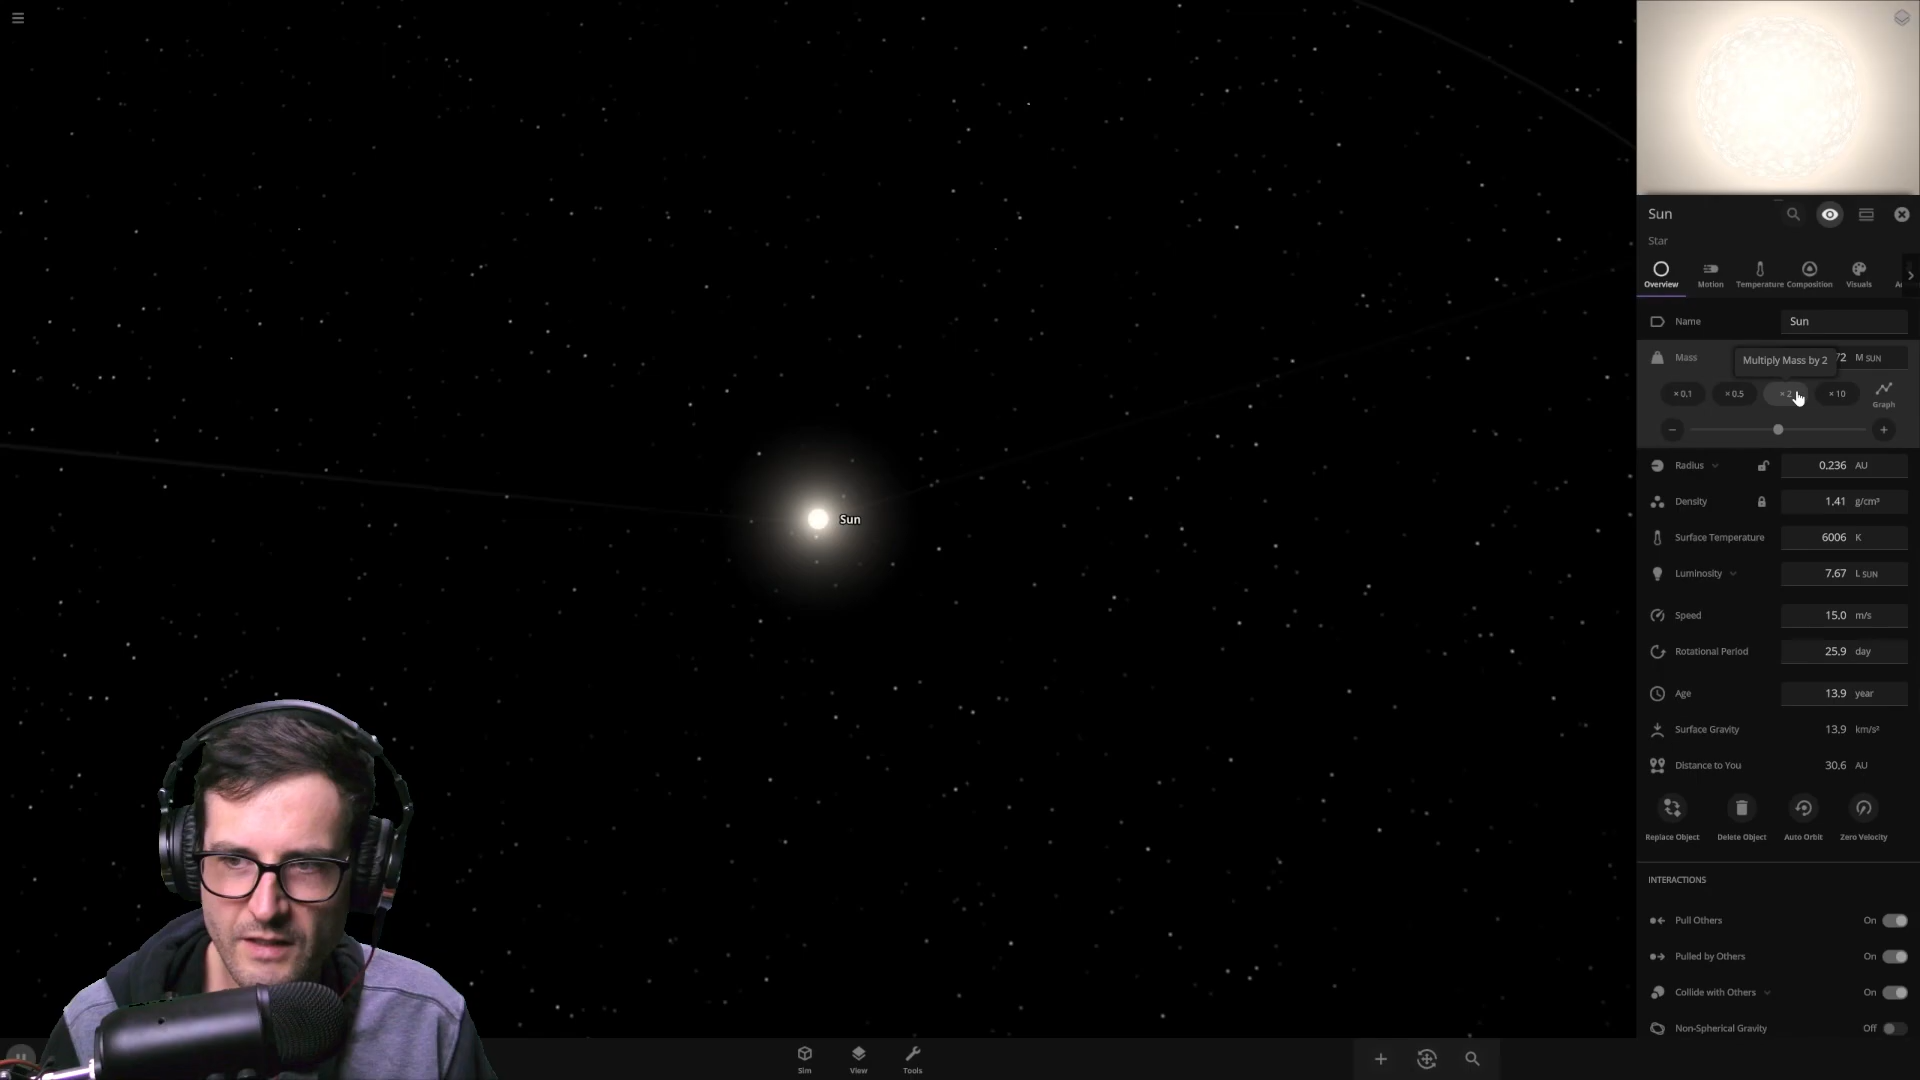 Sun
Star
Overview
Motion
Temperature
Composition
Visuals
Name
Sun
Mass
Multiply Mass by 2
72 M SUN
× 0.1
× 0.5
× 2
× 10
Graph
Radius
0.236 AU
Density
1.41 g/cm³
Surface Temperature
6006 K
Luminosity
7.67 L SUN
Speed
15.0 m/s
Rotational Period
25.9 day
Age
13.9 year
Surface Gravity
13.9 km/s²
Distance to You
30.6 AU
Replace Object
Delete Object
Auto Orbit
Zero Velocity
INTERACTIONS
Pull Others
On
Pulled by Others
On
Collide with Others
On
Non-Spherical Gravity
Off
Sun
Sim
View
Tools